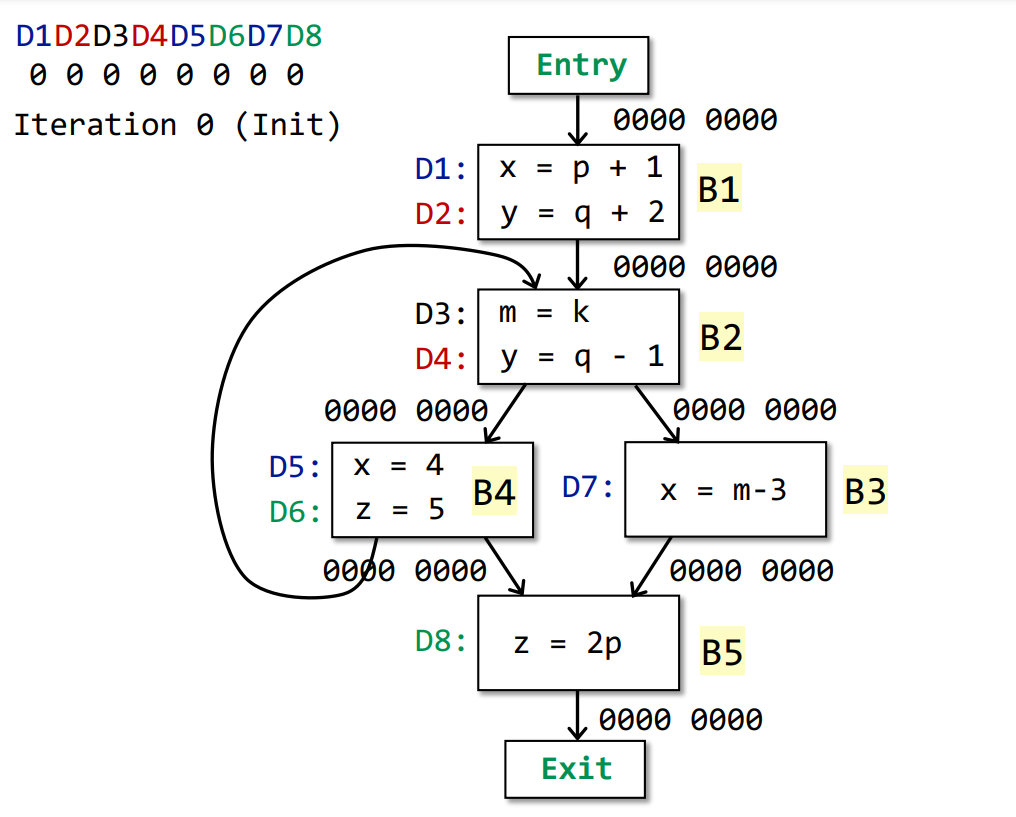 D1D2D3D4D5D6D7D8
0 0 0 0 0 0 0 0
Iteration 0 (Init)
Entry
0000 0000
D1: x = p + 1
D2: y = q + 2
B1
0000 0000
D3: m = k
D4: y = q - 1
B2
0000 0000
0000 0000
D5: x = 4
D6: z = 5
B4
D7: x = m-3
B3
0000 0000
0000 0000
D8: z = 2p
B5
0000 0000
Exit